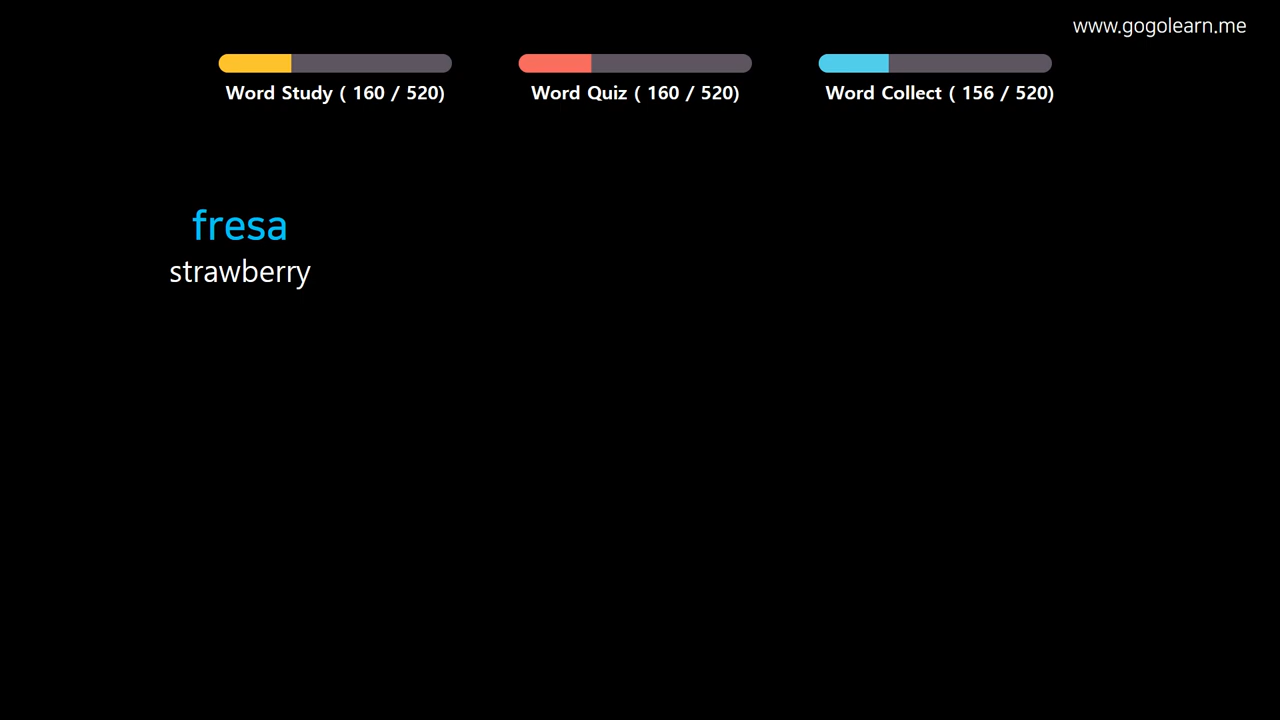 www.gogolearn.me
Word Study ( 160 / 520)
Word Quiz ( 160 / 520)
Word Collect ( 156 / 520)
fresa
strawberry